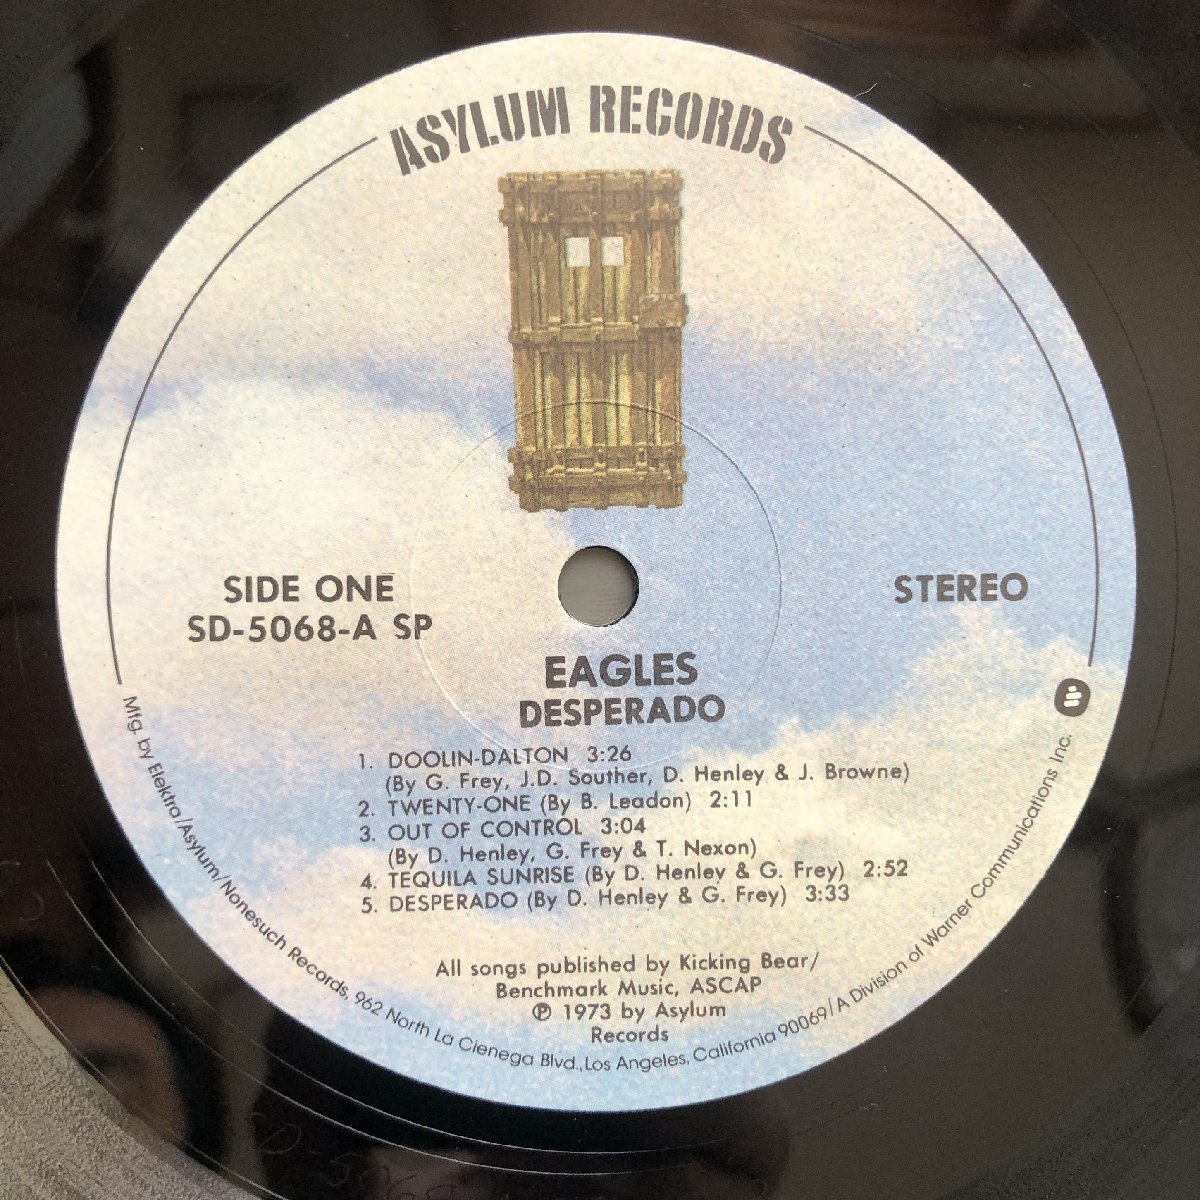 ASYLUM RECORDS
SIDE ONE
SD-5068-A SP
STEREO
EAGLES
DESPERADO
1. DOOLIN-DALTON 3:26
(By G. Frey, J.D. Souther, D. Henley & J. Browne)
2. TWENTY-ONE (By B. Leadon) 2:11
3. OUT OF CONTROL 3:04
(By D. Henley, G. Frey & T. Nexon)
4. TEQUILA SUNRISE (By D. Henley & G. Frey) 2:52
5. DESPERADO (By D. Henley & G. Frey) 3:33
All songs published by Kicking Bear/
Benchmark Music, ASCAP
℗ 1973 by Asylum
Records
Mfg. by Elektra/Asylum/Nonesuch Records, 962 North La Cienega Blvd., Los Angeles, California 90069/A Division of Warner Communications Inc.